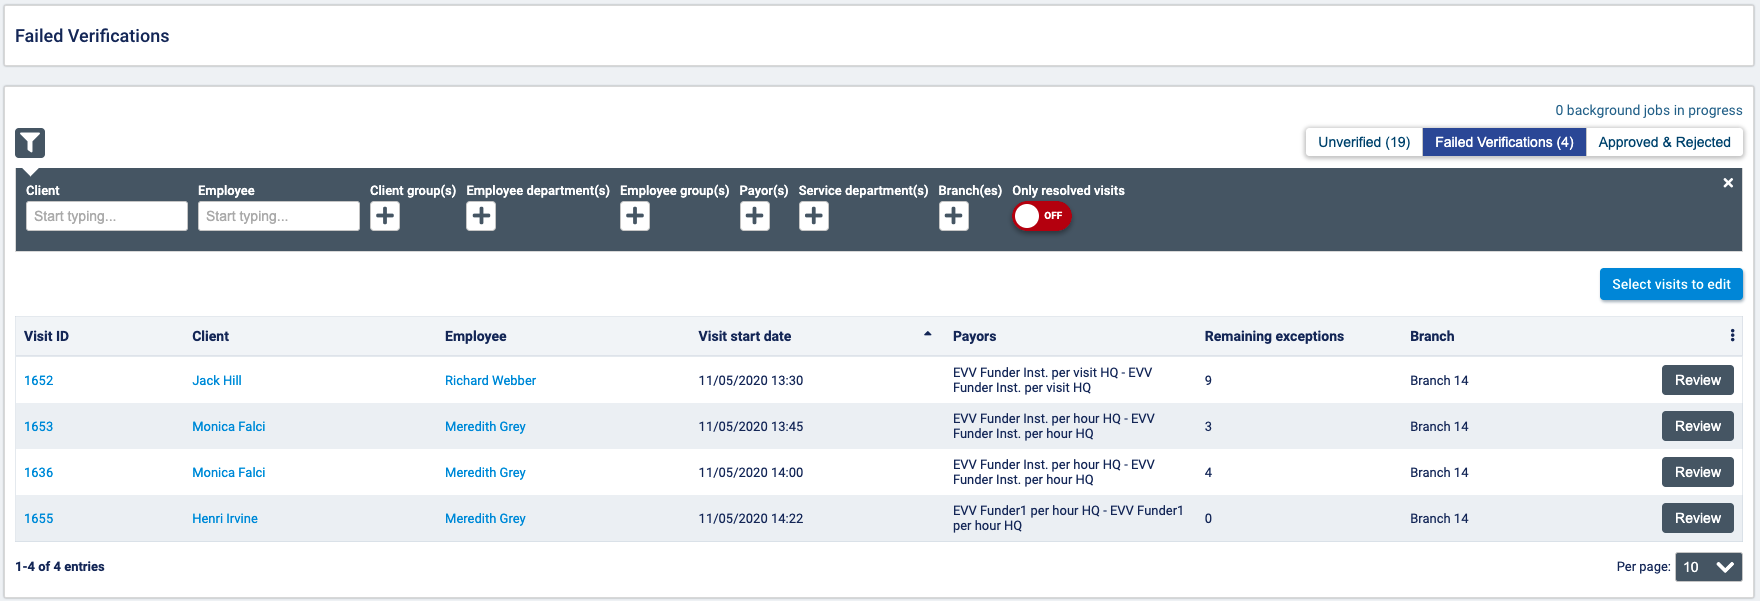 Failed Verifications
0 background jobs in progress
Unverified (19) Failed Verifications (4) Approved & Rejected
Client Employee Client group(s) Employee department(s) Employee group(s) Payor(s) Service department(s) Branch(es) Only resolved visits
Start typing... Start typing... OFF
Select visits to edit
Visit ID Client Employee Visit start date Payors Remaining exceptions Branch
1652 Jack Hill Richard Webber 11/05/2020 13:30 EVV Funder Inst. per visit HQ - EVV
Funder Inst. per visit HQ 9 Branch 14 Review
1653 Monica Falci Meredith Grey 11/05/2020 13:45 EVV Funder Inst. per hour HQ - EVV
Funder Inst. per hour HQ 3 Branch 14 Review
1636 Monica Falci Meredith Grey 11/05/2020 14:00 EVV Funder Inst. per hour HQ - EVV
Funder Inst. per hour HQ 4 Branch 14 Review
1655 Henri Irvine Meredith Grey 11/05/2020 14:22 EVV Funder1 per hour HQ - EVV Funder1
per hour HQ 0 Branch 14 Review
1-4 of 4 entries Per page: 10